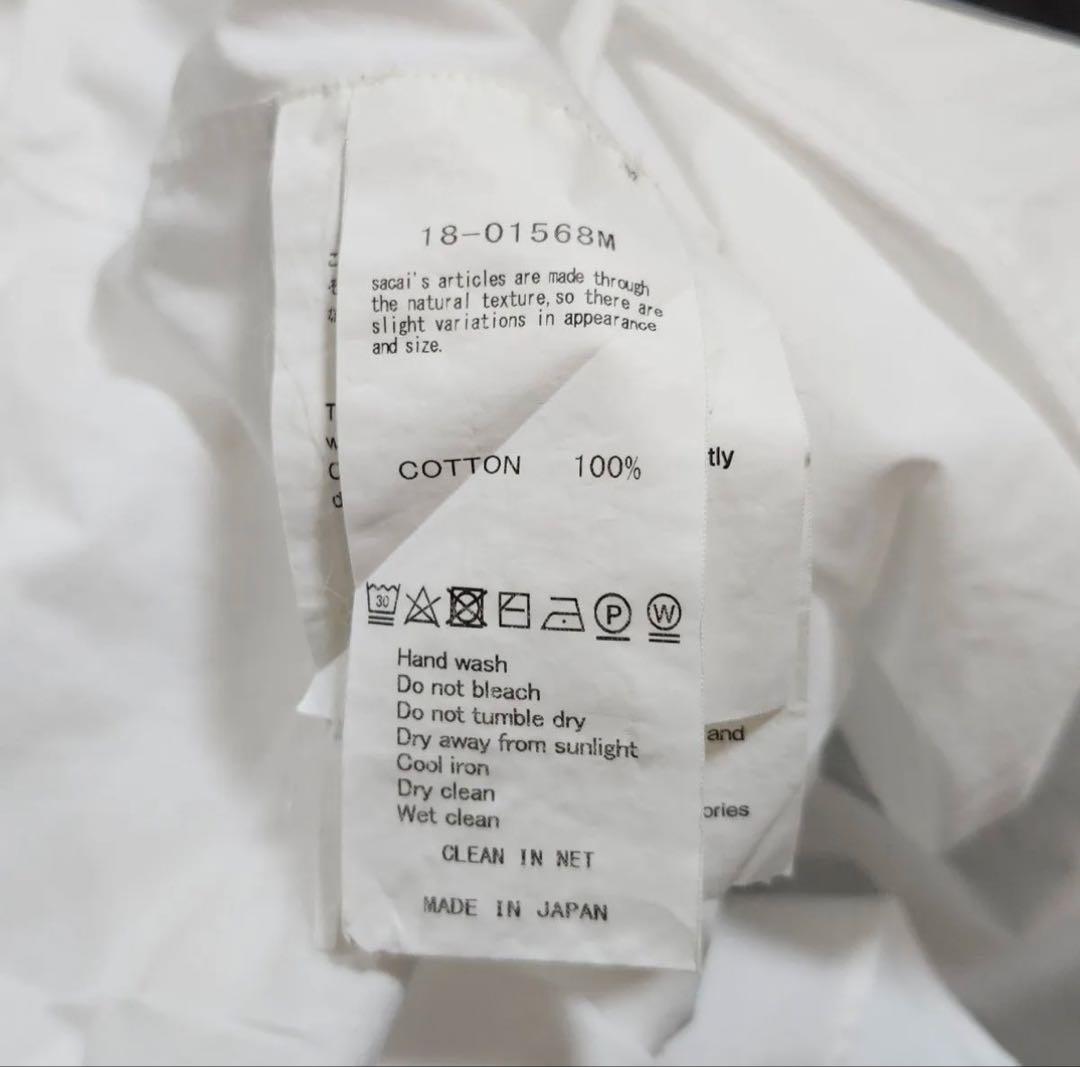 18-01568M
sacai's articles are made through
the natural texture, so there are
slight variations in appearance
and size.
COTTON 100%
tly
30
P
W
Hand wash
Do not bleach
Do not tumble dry
Dry away from sunlight
and
Cool iron
Dry clean
Wet clean
ories
CLEAN IN NET
MADE IN JAPAN